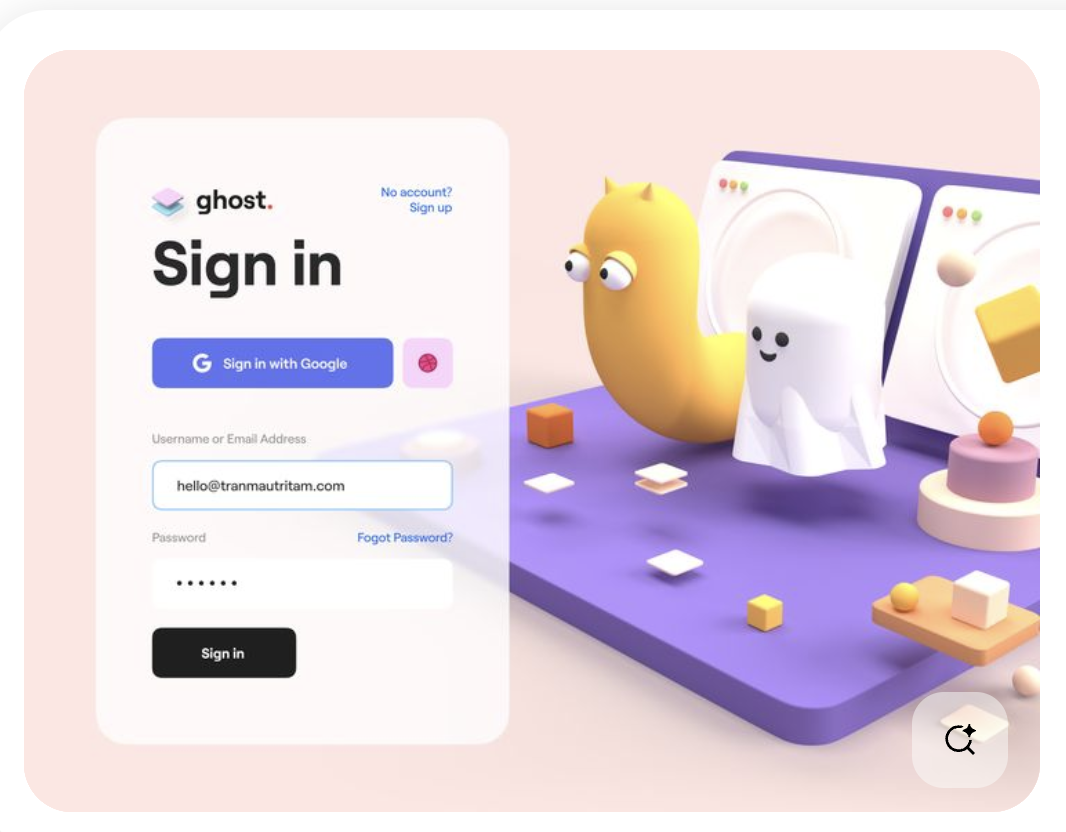 ghost.
No account?
Sign up
Sign in
G Sign in with Google
Username or Email Address
hello@tranmautritam.com
Password
Fogot Password?
••••••
Sign in